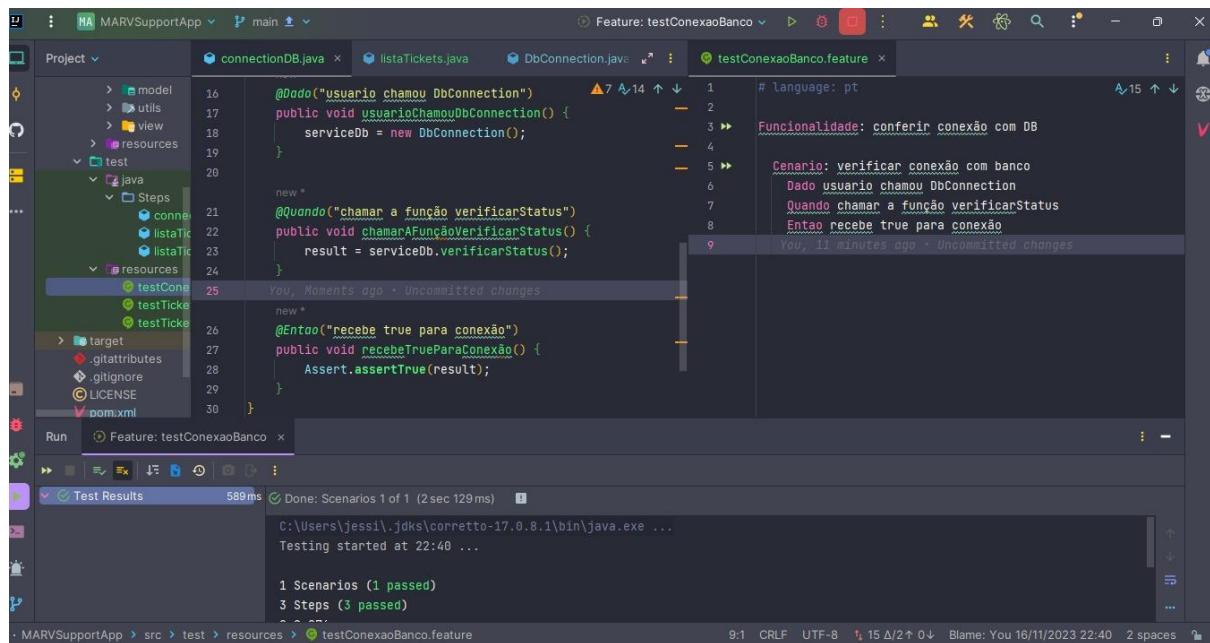 MA MARVSupportApp main Feature: testConexaoBanco
Project
connectionDB.java
listaTickets.java
DbConnection.java
testConexaoBanco.feature
model
utils
view
resources
test
java
Steps
conne
listaTic
listaTic
resources
testCone
testTicke
testTicke
target
.gitattributes
.gitignore
LICENSE
pom.xml
7 14
16 @Dado("usuario chamou DbConnection")
17 public void usuarioChamouDbConnection() {
18 serviceDb = new DbConnection();
19 }
20
new *
21 @Quando("chamar a função verificarStatus")
22 public void chamarAFunçãoVerificarStatus() {
23 result = serviceDb.verificarStatus();
24 }
25 You, Moments ago • Uncommitted changes
new *
26 @Entao("recebe true para conexão")
27 public void recebeTrueParaConexão() {
28 Assert.assertTrue(result);
29 }
30 }
15
1 # language: pt
2
3 Funcionalidade: conferir conexão com DB
4
5 Cenario: verificar conexão com banco
6 Dado usuario chamou DbConnection
7 Quando chamar a função verificarStatus
8 Entao recebe true para conexão
9 You, 11 minutes ago • Uncommitted changes
Run Feature: testConexaoBanco
Test Results 589 ms
Done: Scenarios 1 of 1 (2 sec 129 ms)
C:\Users\jessi\.jdks\corretto-17.0.8.1\bin\java.exe ...
Testing started at 22:40 ...
1 Scenarios (1 passed)
3 Steps (3 passed)
MARVSupportApp > src > test > resources > testConexaoBanco.feature
9:1 CRLF UTF-8 15 Δ/2↑ 0↓ Blame: You 16/11/2023 22:40 2 spaces